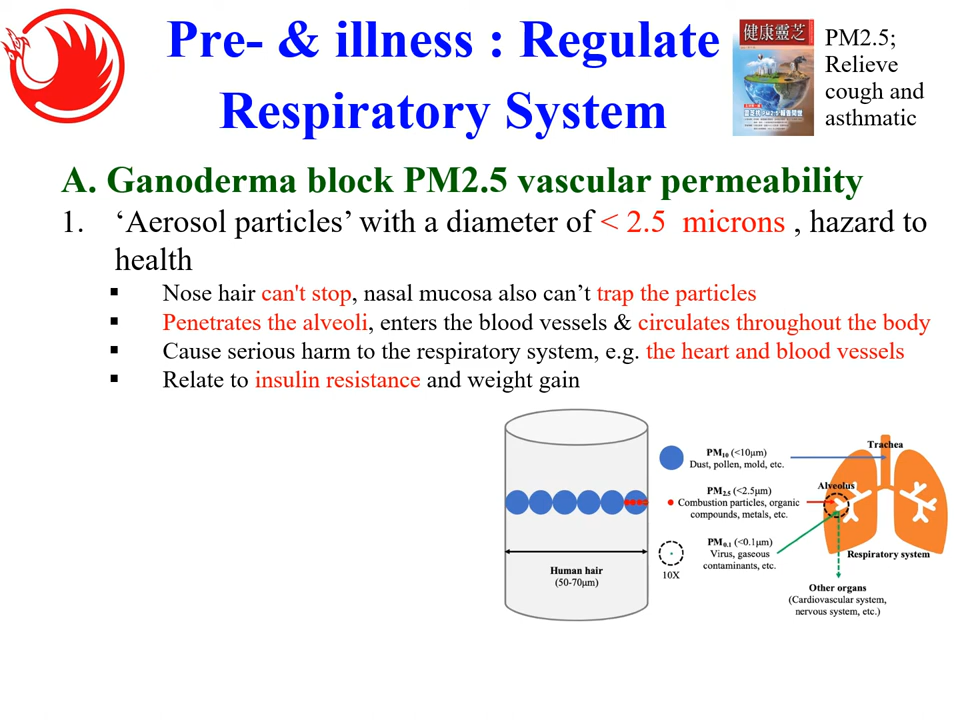 Pre- & illness : Regulate
Respiratory System
健康靈芝
PM2.5;
Relieve
cough and
asthmatic
A. Ganoderma block PM2.5 vascular permeability
1. ‘Aerosol particles’ with a diameter of < 2.5 microns , hazard to
health
▪ Nose hair can't stop, nasal mucosa also can’t trap the particles
▪ Penetrates the alveoli, enters the blood vessels & circulates throughout the body
▪ Cause serious harm to the respiratory system, e.g. the heart and blood vessels
▪ Relate to insulin resistance and weight gain
Human hair
(50-70μm)
PM10 (<10μm)
Dust, pollen, mold, etc.
PM2.5 (<2.5μm)
Combustion particles, organic
compounds, metals, etc.
PM0.1 (<0.1μm)
Virus, gaseous
contaminants, etc.
10X
Trachea
Alveolus
Respiratory system
Other organs
(Cardiovascular system,
nervous system, etc.)